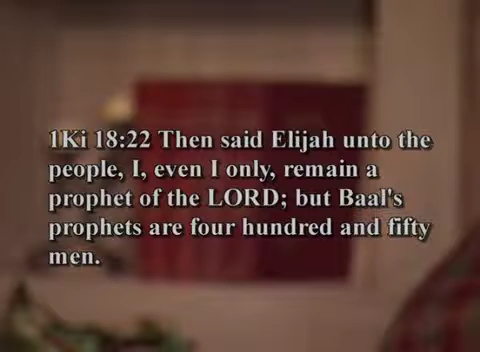 1Ki 18:22 Then said Elijah unto the
people, I, even I only, remain a
prophet of the LORD; but Baal's
prophets are four hundred and fifty
men.